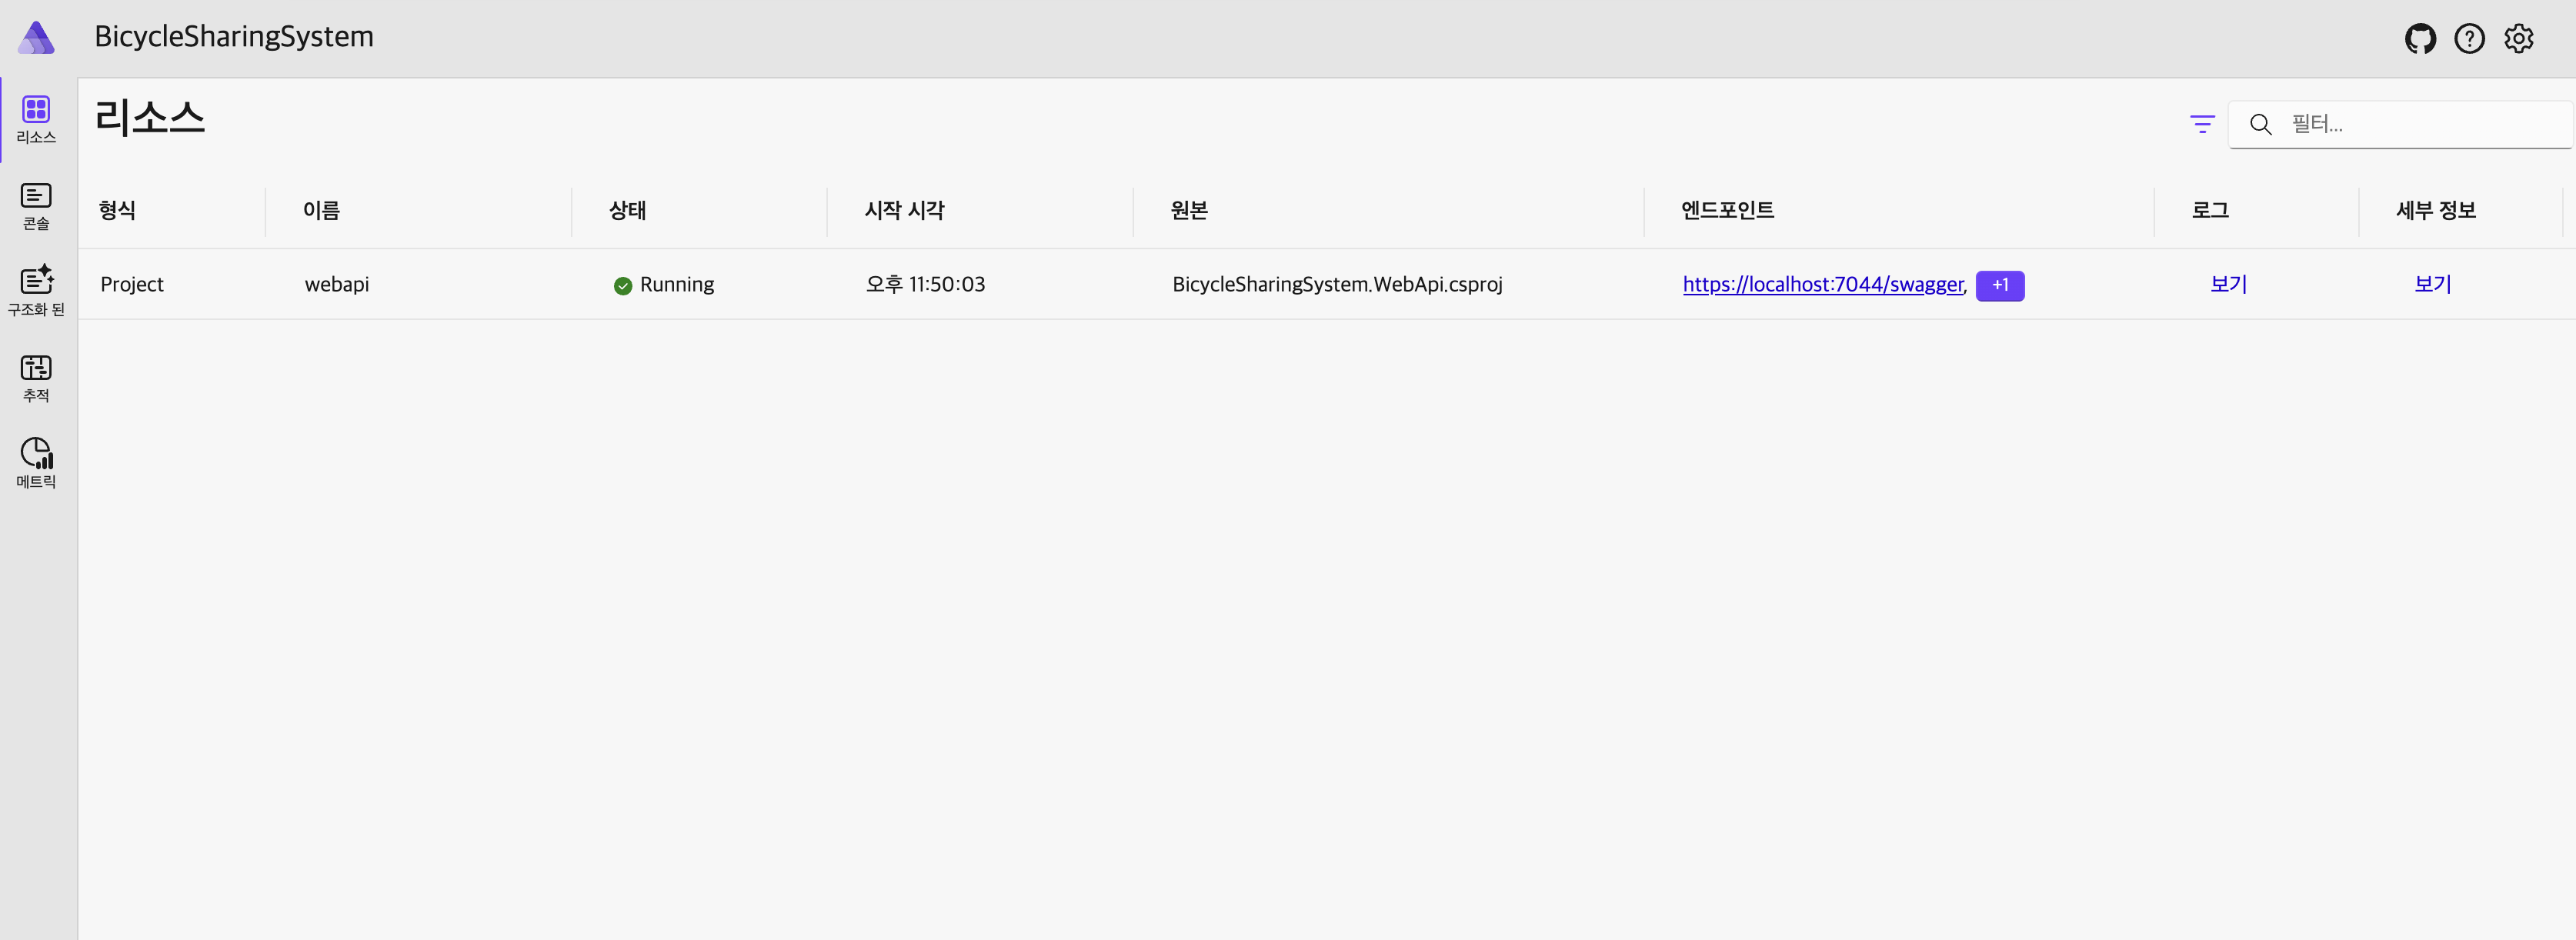 BicycleSharingSystem
리소스
콘솔
구조화 된
추적
메트릭
리소스
필터...
형식 이름 상태 시작 시각 원본 엔드포인트 로그 세부 정보
Project webapi Running 오후 11:50:03 BicycleSharingSystem.WebApi.csproj https://localhost:7044/swagger, +1 보기 보기